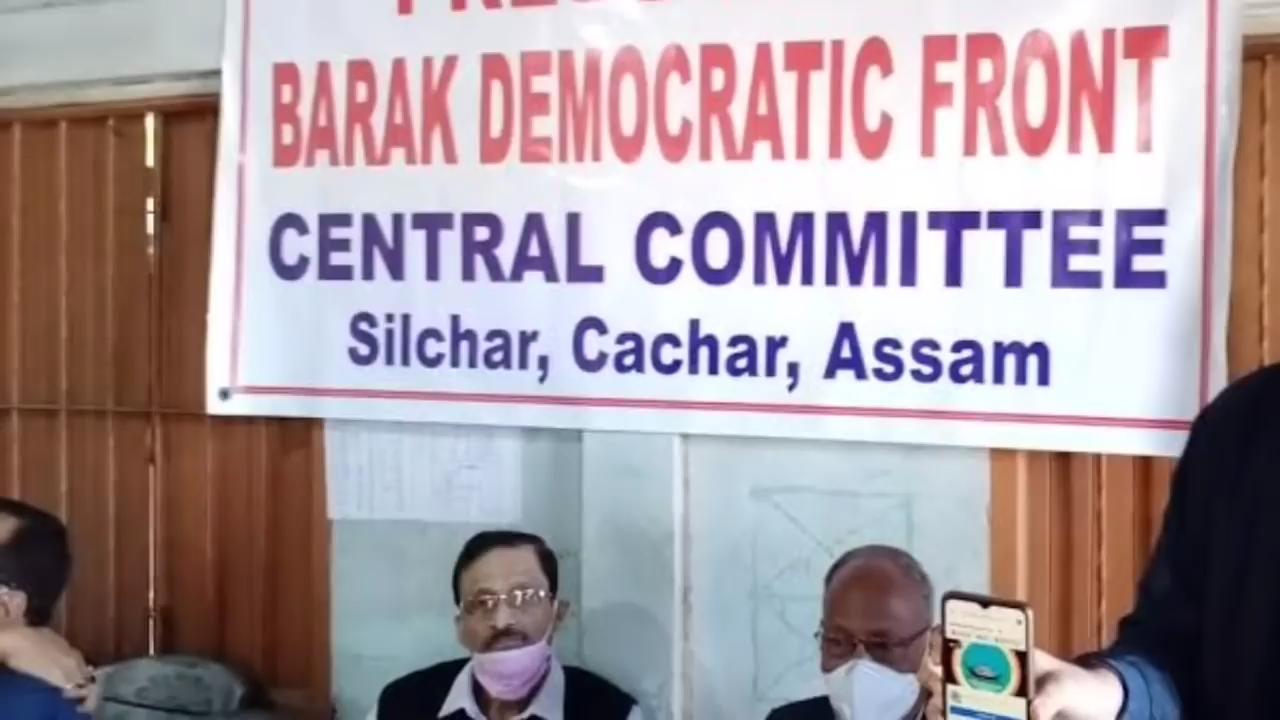 BARAK DEMOCRATIC FRONT
CENTRAL COMMITTEE
Silchar, Cachar, Assam